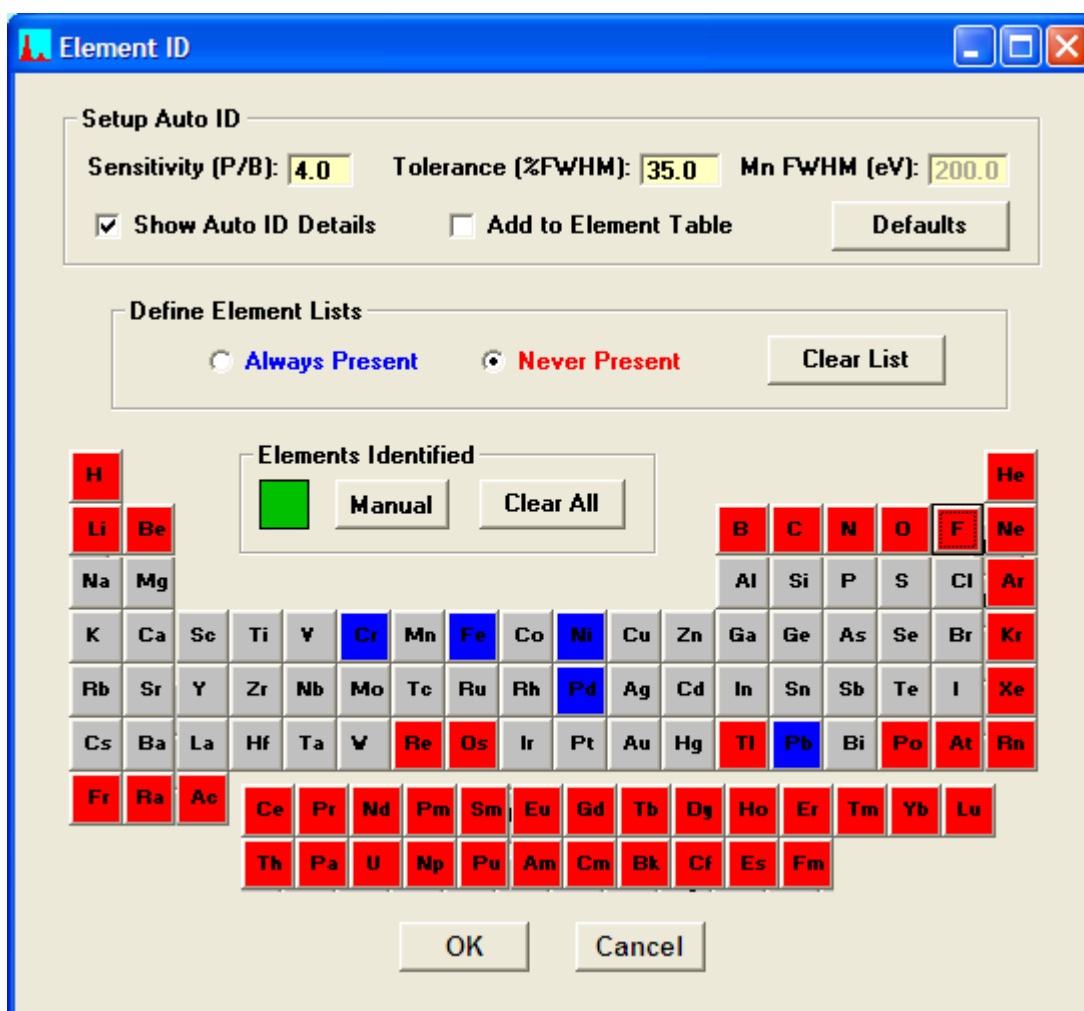 Element ID
Setup Auto ID
Sensitivity (P/B): 4.0 Tolerance (%FWHM): 35.0 Mn FWHM (eV): 200.0
Show Auto ID Details Add to Element Table Defaults
Define Element Lists
Always Present Never Present Clear List
Elements Identified
H He
Manual Clear All
Li Be B C N O F Ne
Na Mg Al Si P S Cl Ar
K Ca Sc Ti V Cr Mn Fe Co Ni Cu Zn Ga Ge As Se Br Kr
Rb Sr Y Zr Nb Mo Tc Ru Rh Pd Ag Cd In Sn Sb Te I Xe
Cs Ba La Hf Ta W Re Os Ir Pt Au Hg Tl Pb Bi Po At Rn
Fr Ra Ac
Ce Pr Nd Pm Sm Eu Gd Tb Dy Ho Er Tm Yb Lu
Th Pa U Np Pu Am Cm Bk Cf Es Fm
OK Cancel